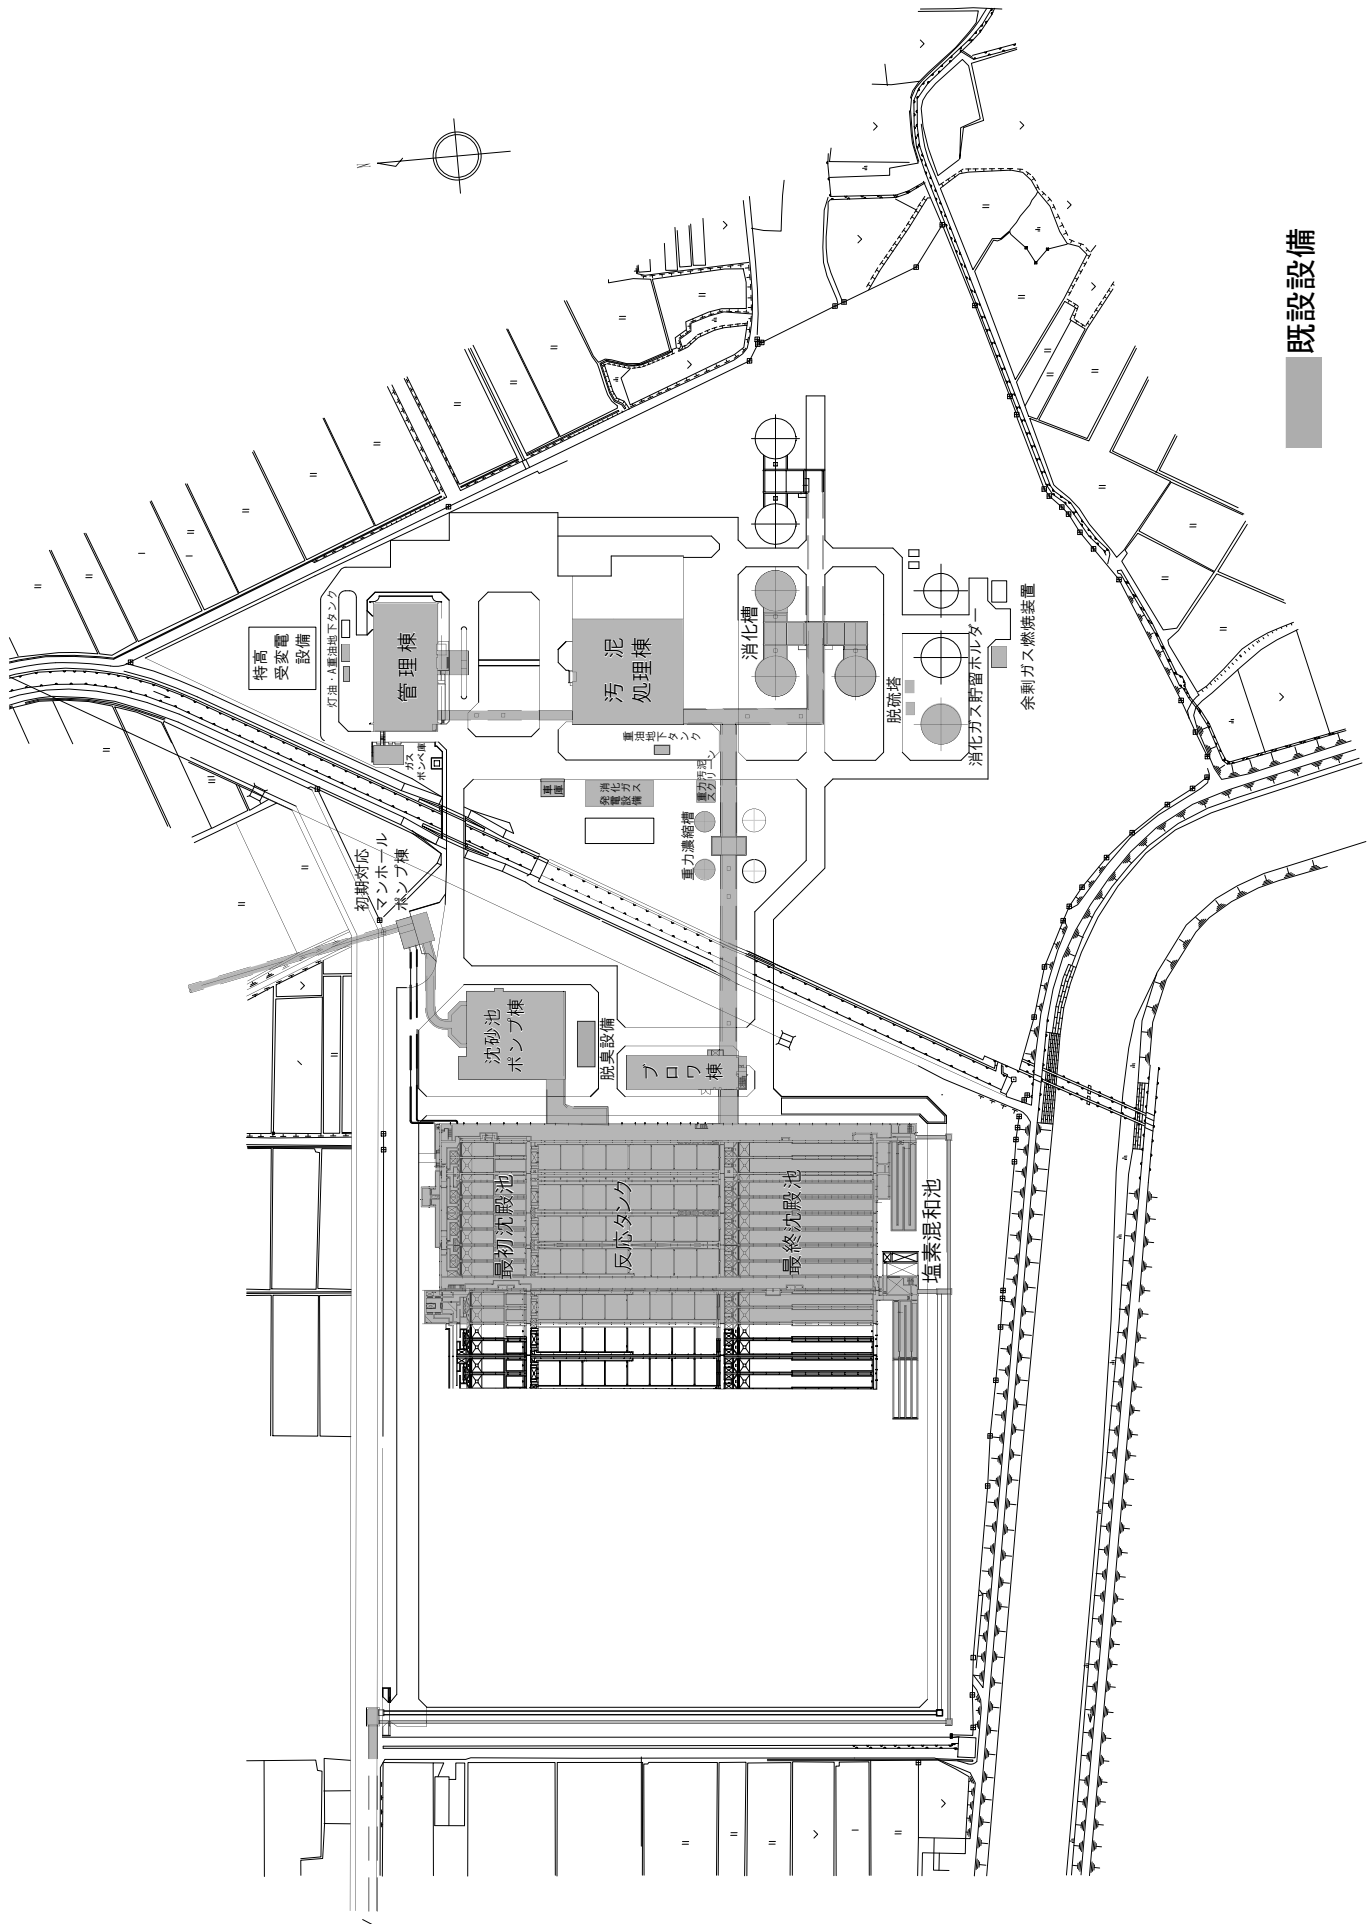 N
既設設備
特高
受変電
設備
灯油・A重油地下タンク
管理棟
ガス
ボンベ庫
汚泥
処理棟
重油地下タンク
消化槽
脱硫塔
消化ガス貯留ホルダー
余剰ガス燃焼装置
車庫
消化ガス
発電設備
重力汚泥
スクリーン
重力濃縮槽
初期対応
マンホール
ポンプ棟
沈砂池
ポンプ棟
脱臭設備
ブロワ棟
最初沈殿池
反応タンク
最終沈殿池
塩素混和池